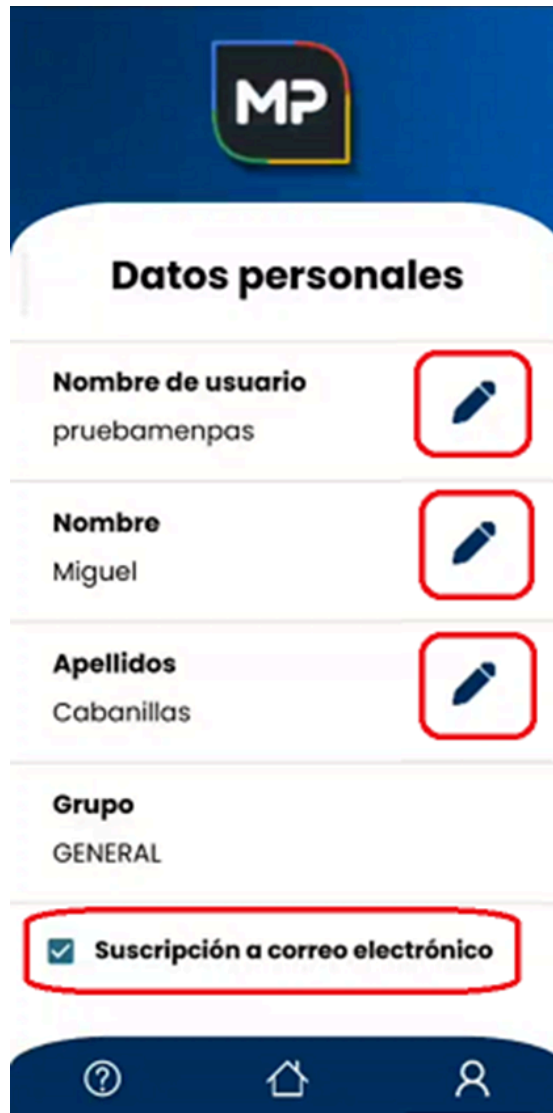 MP
Datos personales
Nombre de usuario
pruebamenpas
Nombre
Miguel
Apellidos
Cabanillas
Grupo
GENERAL
Suscripción a correo electrónico